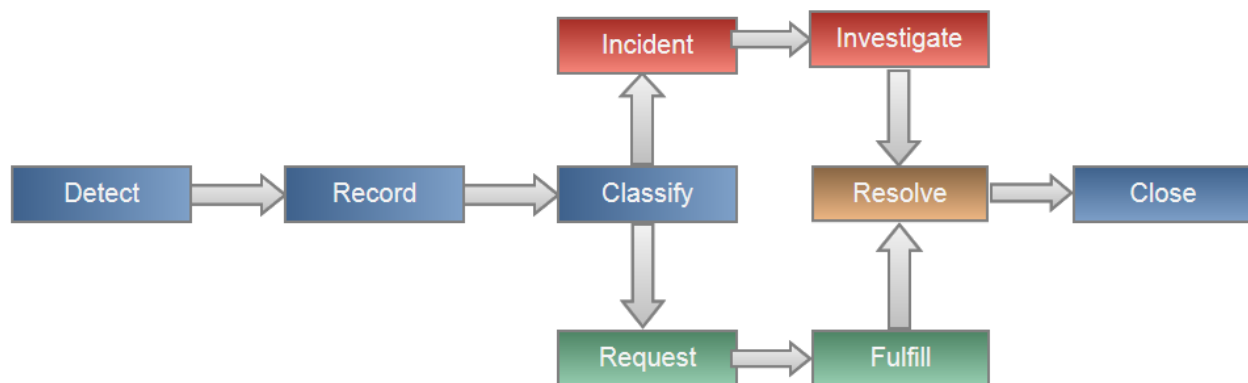 Incident
Investigate
Detect
Record
Classify
Resolve
Close
Request
Fulfill